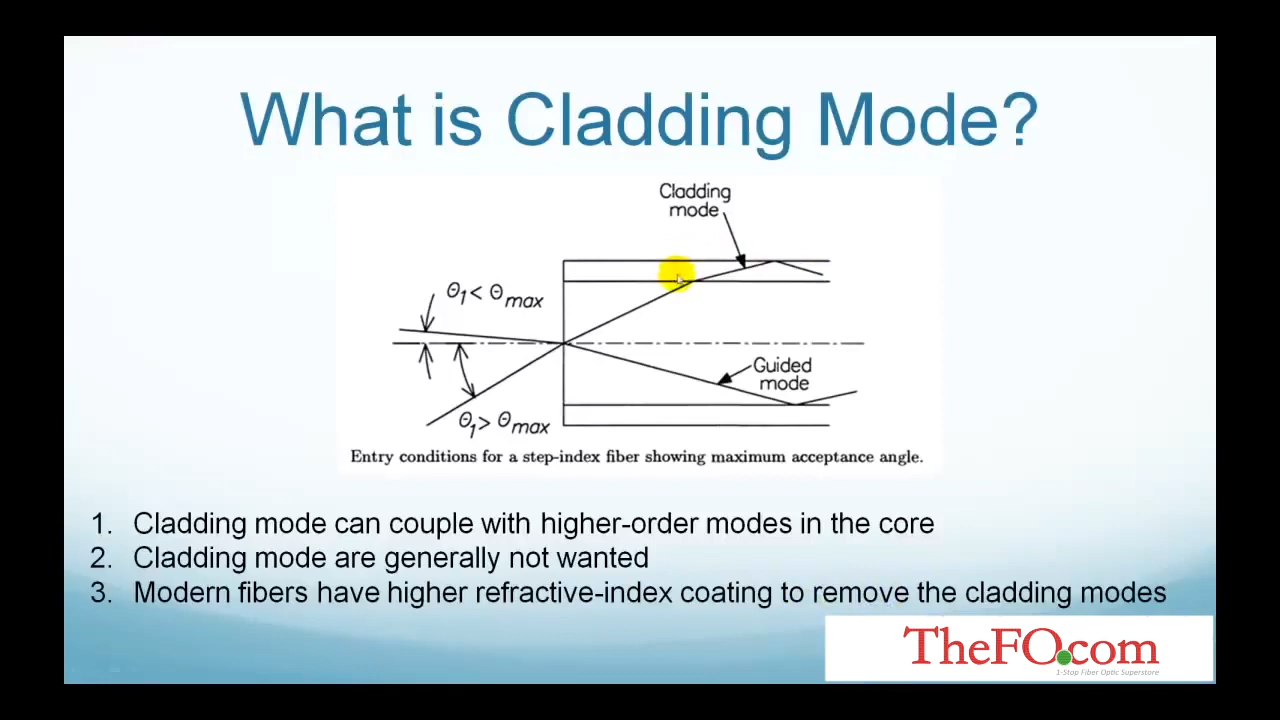 What is Cladding Mode?
Cladding
mode
Θ1 < Θmax
Guided
mode
Θ1 > Θmax
Entry conditions for a step-index fiber showing maximum acceptance angle.
1. Cladding mode can couple with higher-order modes in the core
2. Cladding mode are generally not wanted
3. Modern fibers have higher refractive-index coating to remove the cladding modes
TheFO.com
1-Stop Fiber Optic Superstore